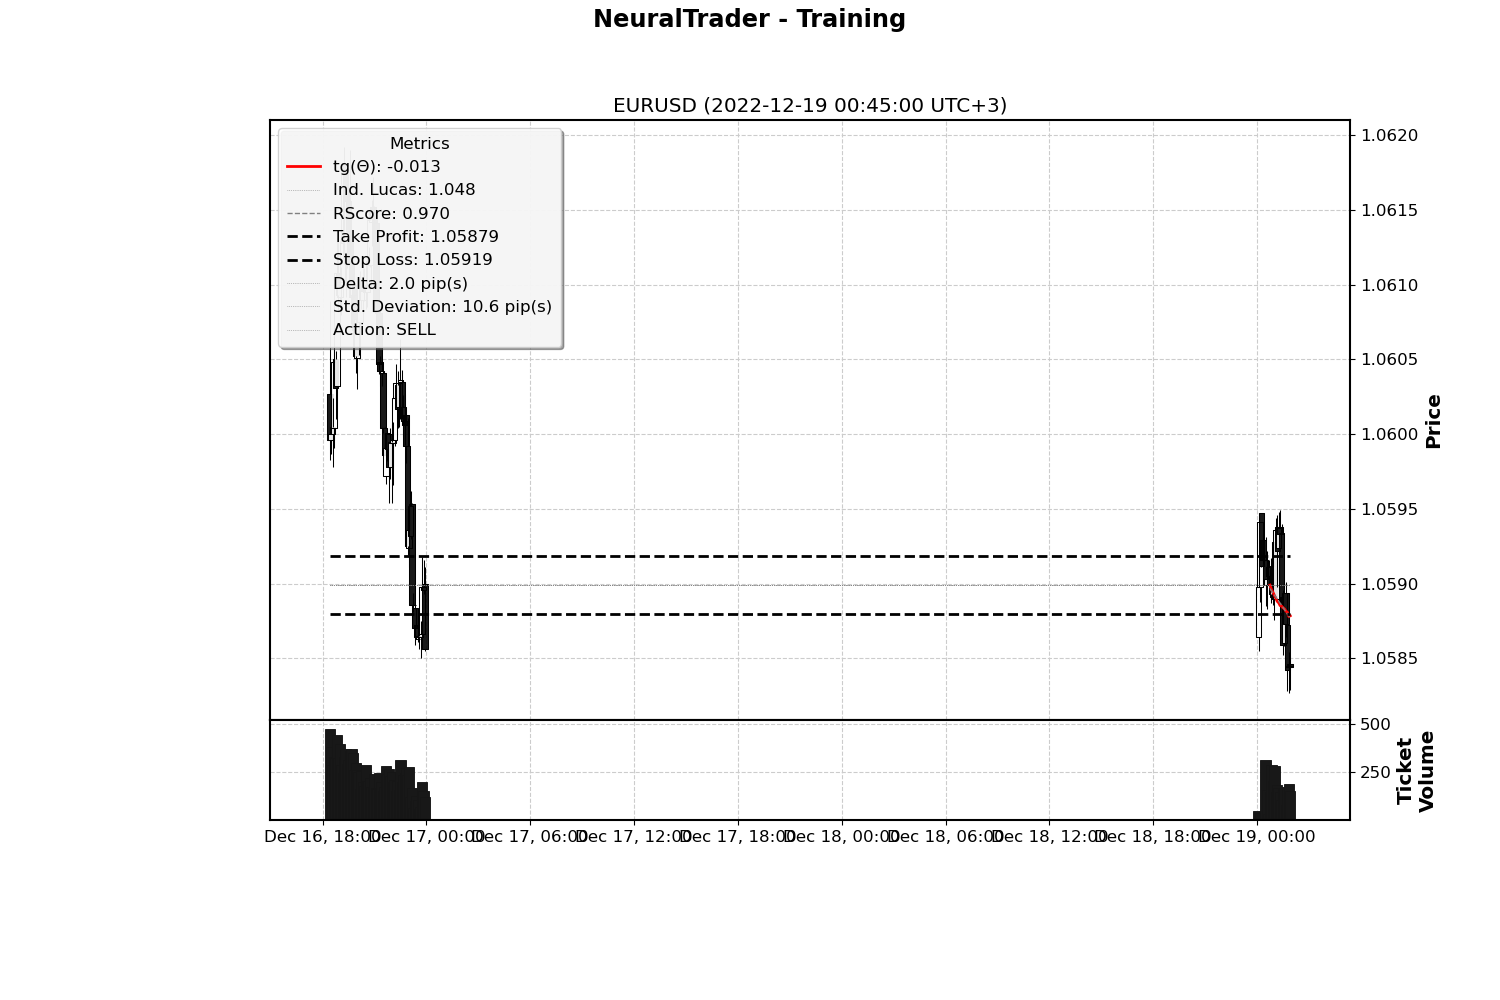 NeuralTrader - Training
EURUSD (2022-12-19 00:45:00 UTC+3)
Metrics
tg(Θ): -0.013
Ind. Lucas: 1.048
RScore: 0.970
Take Profit: 1.05879
Stop Loss: 1.05919
Delta: 2.0 pip(s)
Std. Deviation: 10.6 pip(s)
Action: SELL
1.0620
1.0615
1.0610
1.0605
1.0600
1.0595
1.0590
1.0585
Price
500
250
Ticket
Volume
Dec 16, 18:00 Dec 17, 00:00 Dec 17, 06:00 Dec 17, 12:00 Dec 17, 18:00 Dec 18, 00:00 Dec 18, 06:00 Dec 18, 12:00 Dec 18, 18:00 Dec 19, 00:00